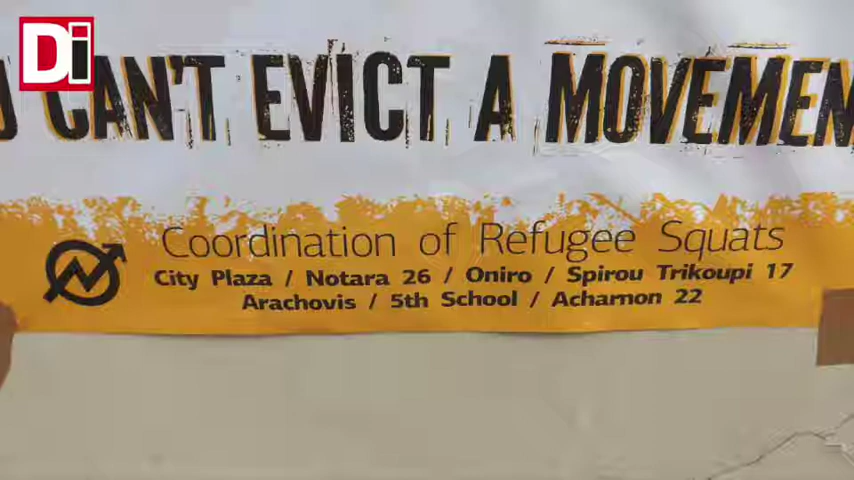 Di
U CAN'T EVICT A MOVEMEN
Coordination of Refugee Squats
City Plaza / Notara 26 / Oniro / Spirou Trikoupi 17
Arachovis / 5th School / Acharnon 22